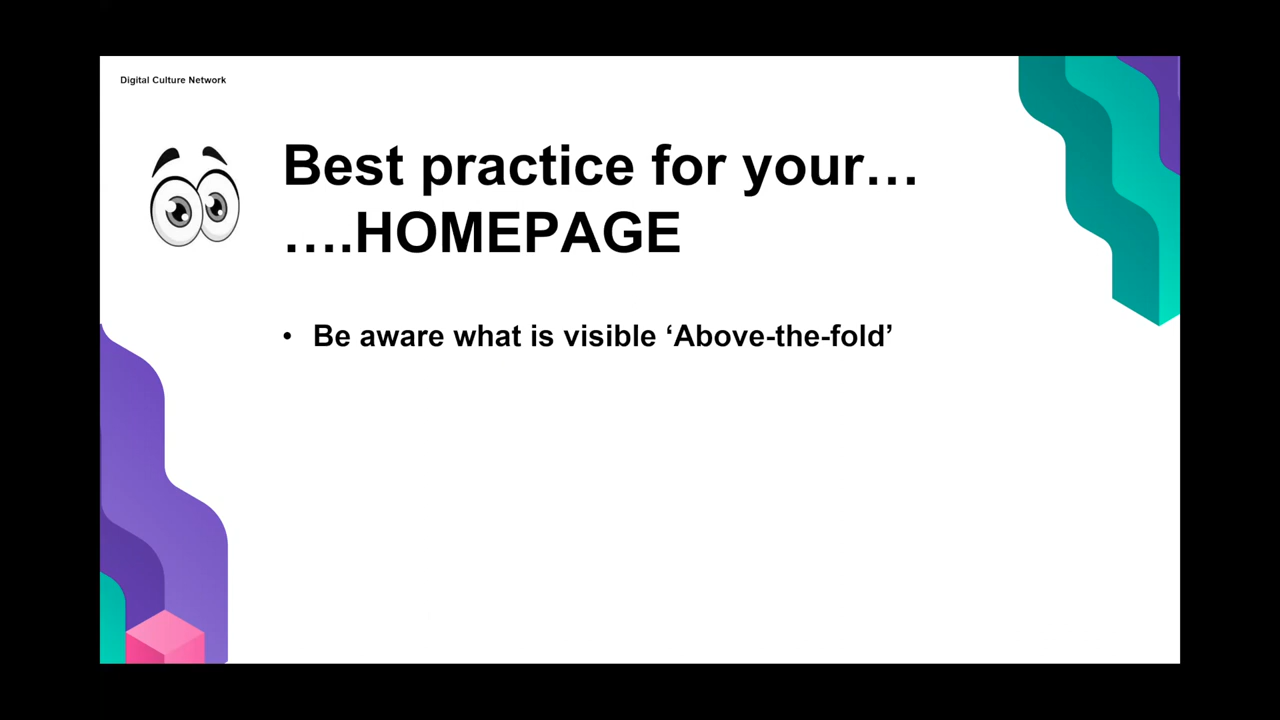 Digital Culture Network
Best practice for your…
….HOMEPAGE
• Be aware what is visible ‘Above-the-fold’